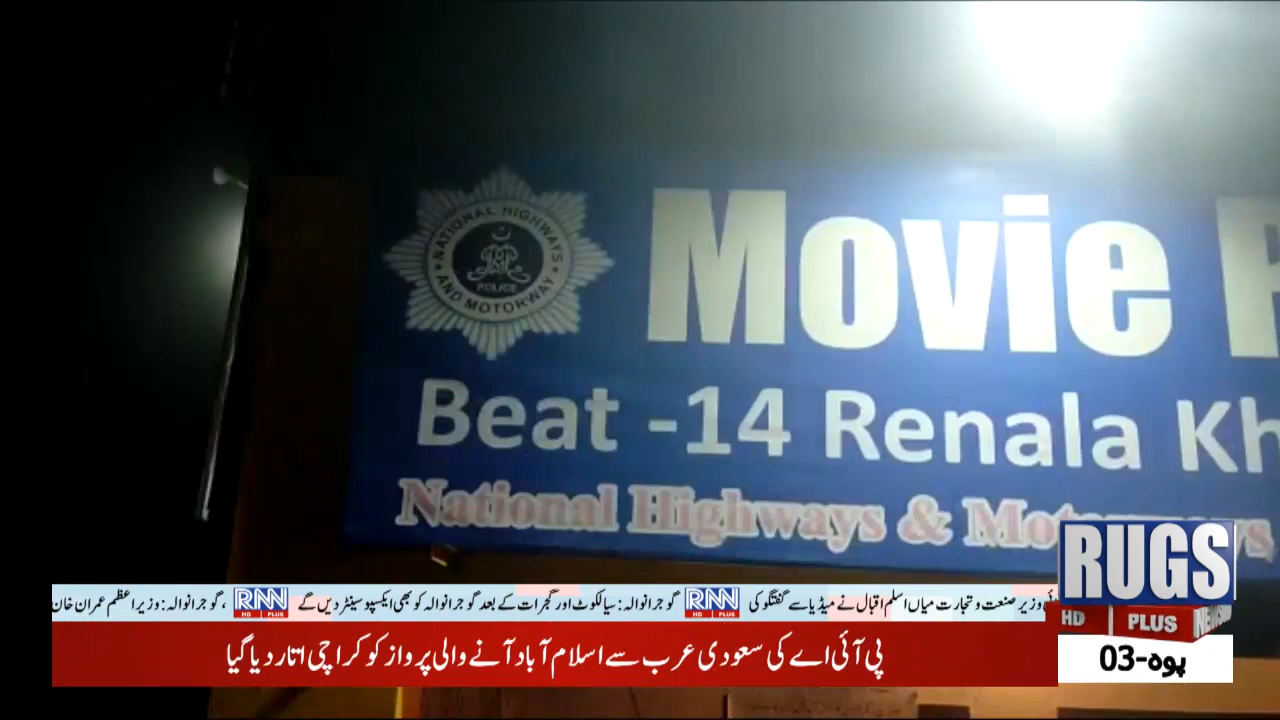 NATIONAL HIGHWAYS
POLICE
AND MOTORWAY
Movie
Beat -14 Renala Kh
National Highways & Motorways
RUGS
HD PLUS NEWS
پوہ-03
ئی وزیر صنعت و تجارت میاں اسلم اقبال نے میڈیا سے گفتگو کی RNN HD PLUS گوجرانوالہ: سیالکوٹ اور گجرات کے بعد گوجرانوالہ کو بھی ایکسپو سینٹر دیں گے RNN HD PLUS ، گوجرانوالہ: وزیراعظم عمران خان
پی آئی اے کی سعودی عرب سے اسلام آباد آنے والی پرواز کو کراچی اتار دیا گیا